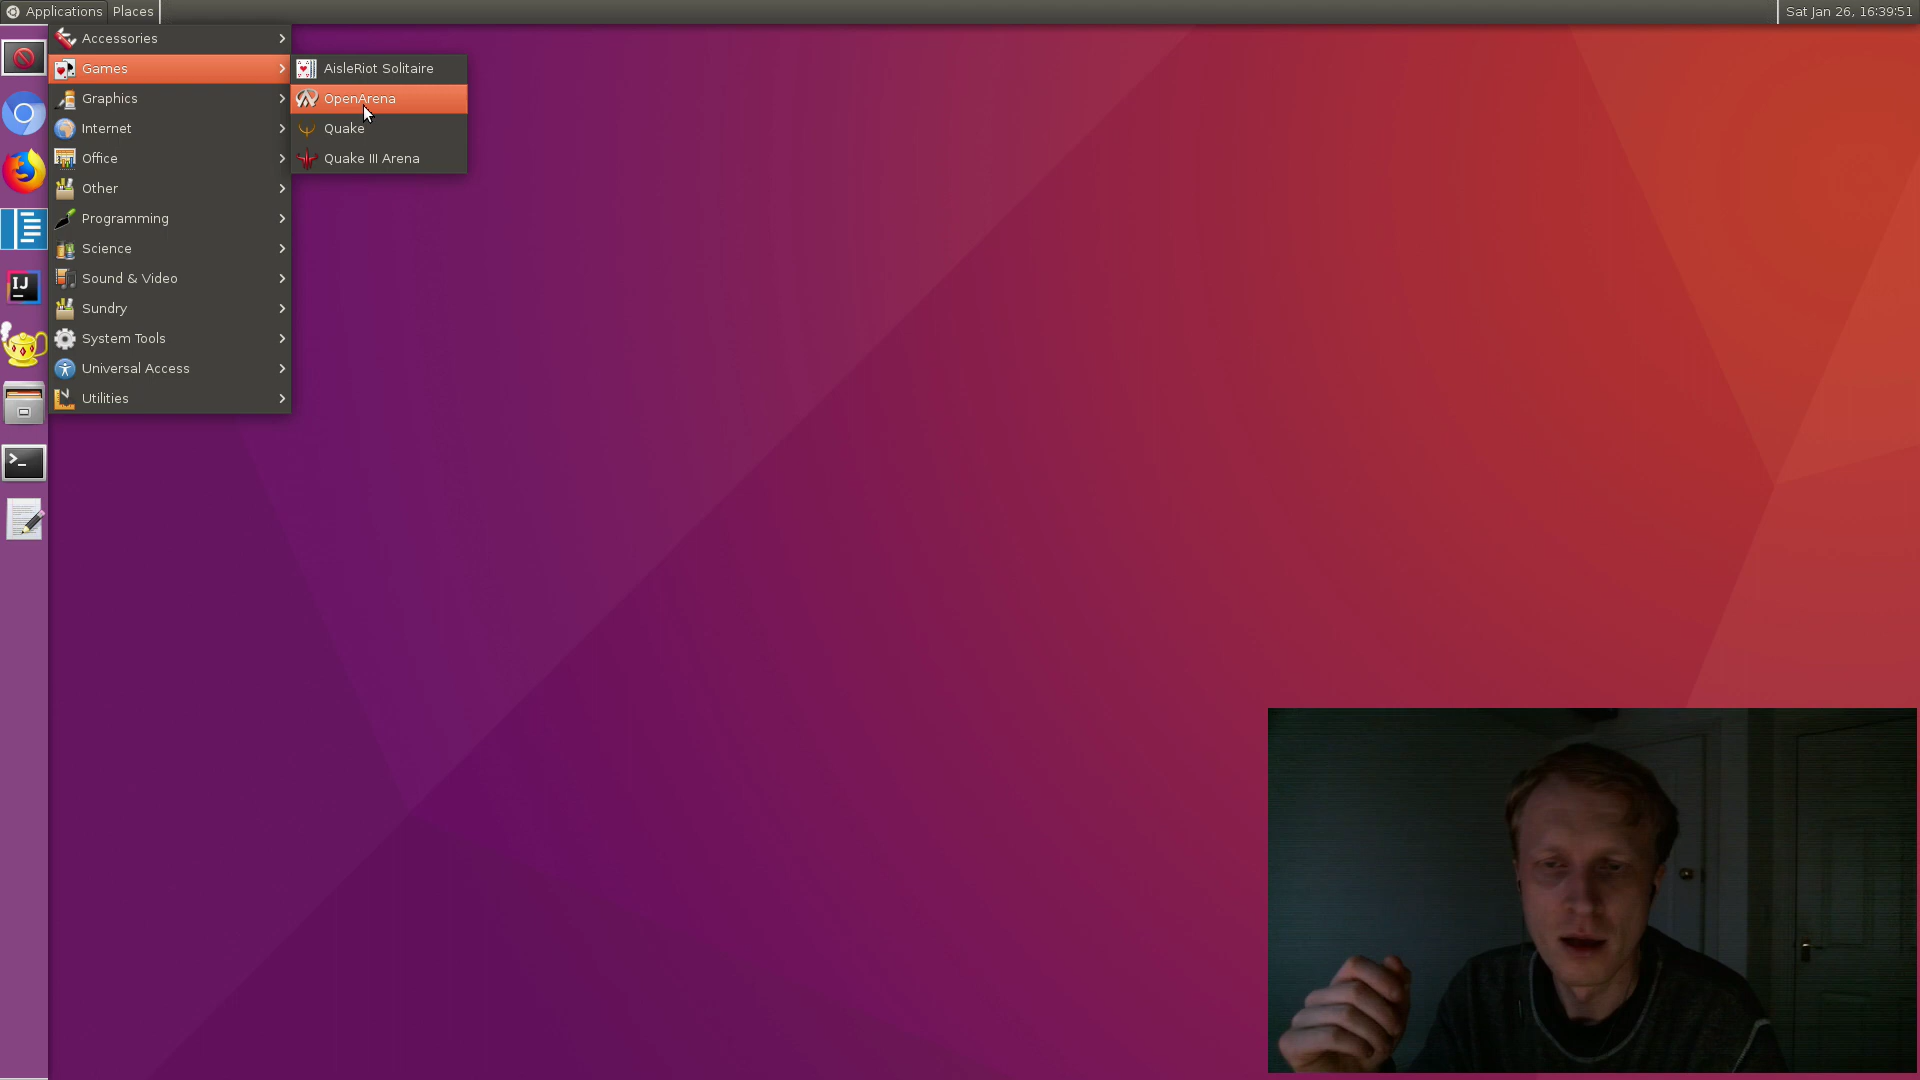 Applications Places Sat Jan 26, 16:39:51
Accessories
Games
Graphics
Internet
Office
Other
Programming
Science
Sound & Video
Sundry
System Tools
Universal Access
Utilities
AisleRiot Solitaire
OpenArena
Quake
Quake III Arena
IJ
>_